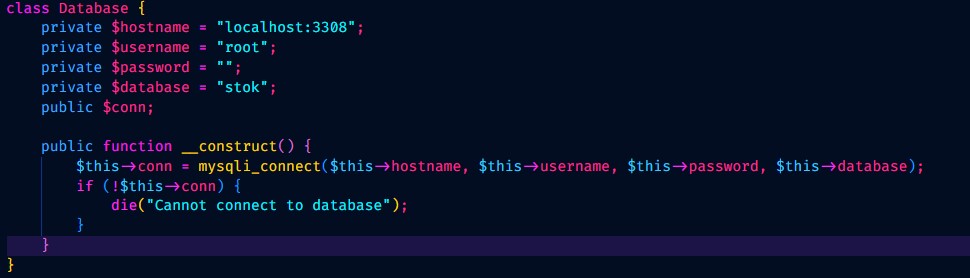 class Database {
    private $hostname = "localhost:3308";
    private $username = "root";
    private $password = "";
    private $database = "stok";
    public $conn;

    public function __construct() {
        $this->conn = mysqli_connect($this->hostname, $this->username, $this->password, $this->database);
        if (!$this->conn) {
            die("Cannot connect to database");
        }
    }
}